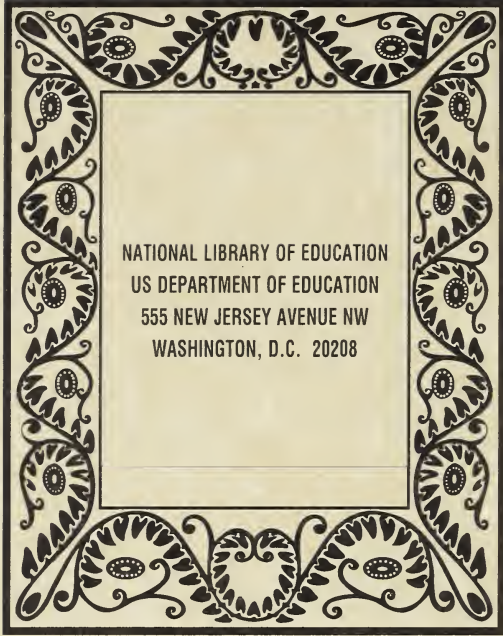 NATIONAL LIBRARY OF EDUCATION
US DEPARTMENT OF EDUCATION
555 NEW JERSEY AVENUE NW
WASHINGTON, D.C. 20208